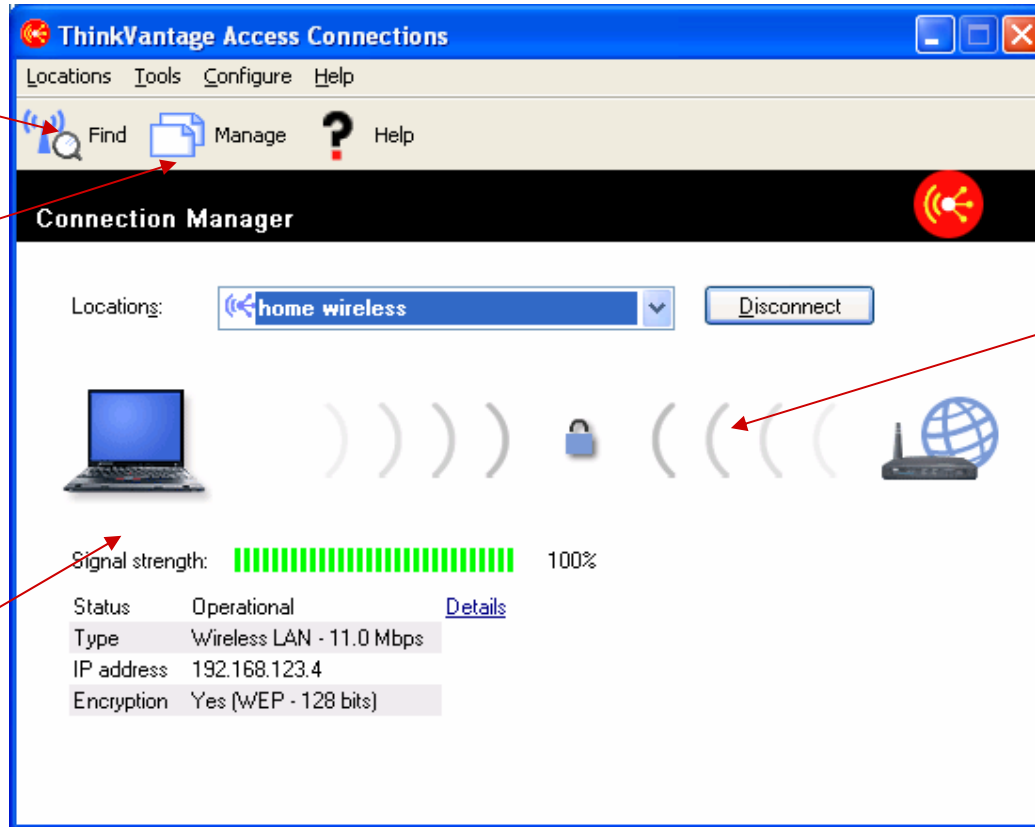 ThinkVantage Access Connections
Locations Tools Configure Help
Find Manage ? Help
Connection Manager
Locations: home wireless Disconnect
Signal strength: 100%
Status Operational Details
Type Wireless LAN - 11.0 Mbps
IP address 192.168.123.4
Encryption Yes (WEP - 128 bits)